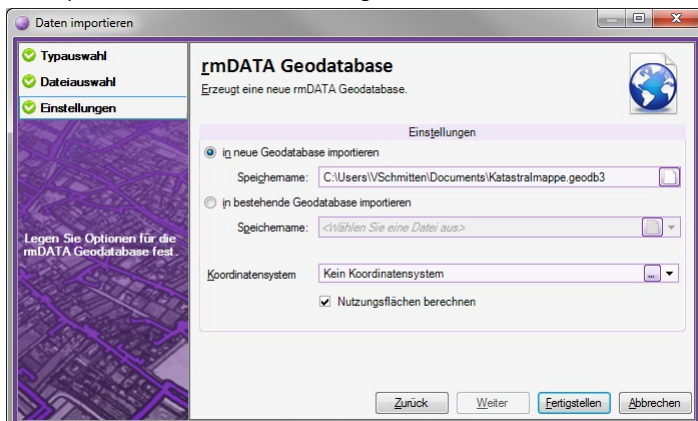 Daten importieren
Typauswahl
Dateiauswahl
Einstellungen
Legen Sie Optionen für die
rmDATA Geodatabase fest.
rmDATA Geodatabase
Erzeugt eine neue rmDATA Geodatabase.
Einstellungen
in neue Geodatabase importieren
Speichername: C:\Users\VSchmitten\Documents\Katastralmappe.geodb3
in bestehende Geodatabase importieren
Speichername: <Wählen Sie eine Datei aus>
Koordinatensystem Kein Koordinatensystem ...
Nutzungsflächen berechnen
Zurück Weiter Fertigstellen Abbrechen